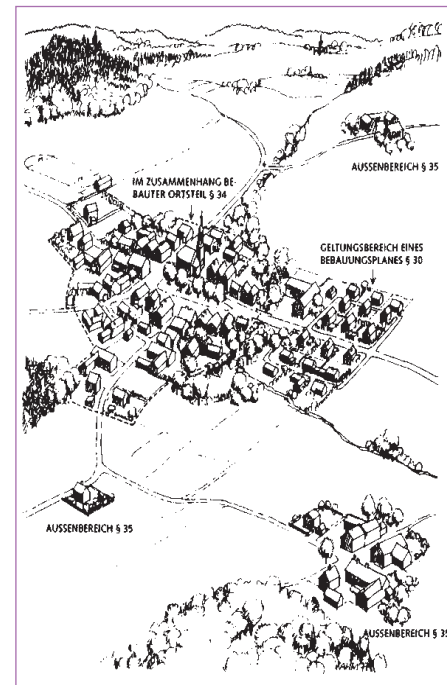 AUSSENBEREICH § 35
IM ZUSAMMENHANG BE-
BAUTER ORTSTEIL § 34
GELTUNGSBEREICH EINES
BEBAUUNGSPLANES § 30
AUSSENBEREICH § 35
AUSSENBEREICH § 35